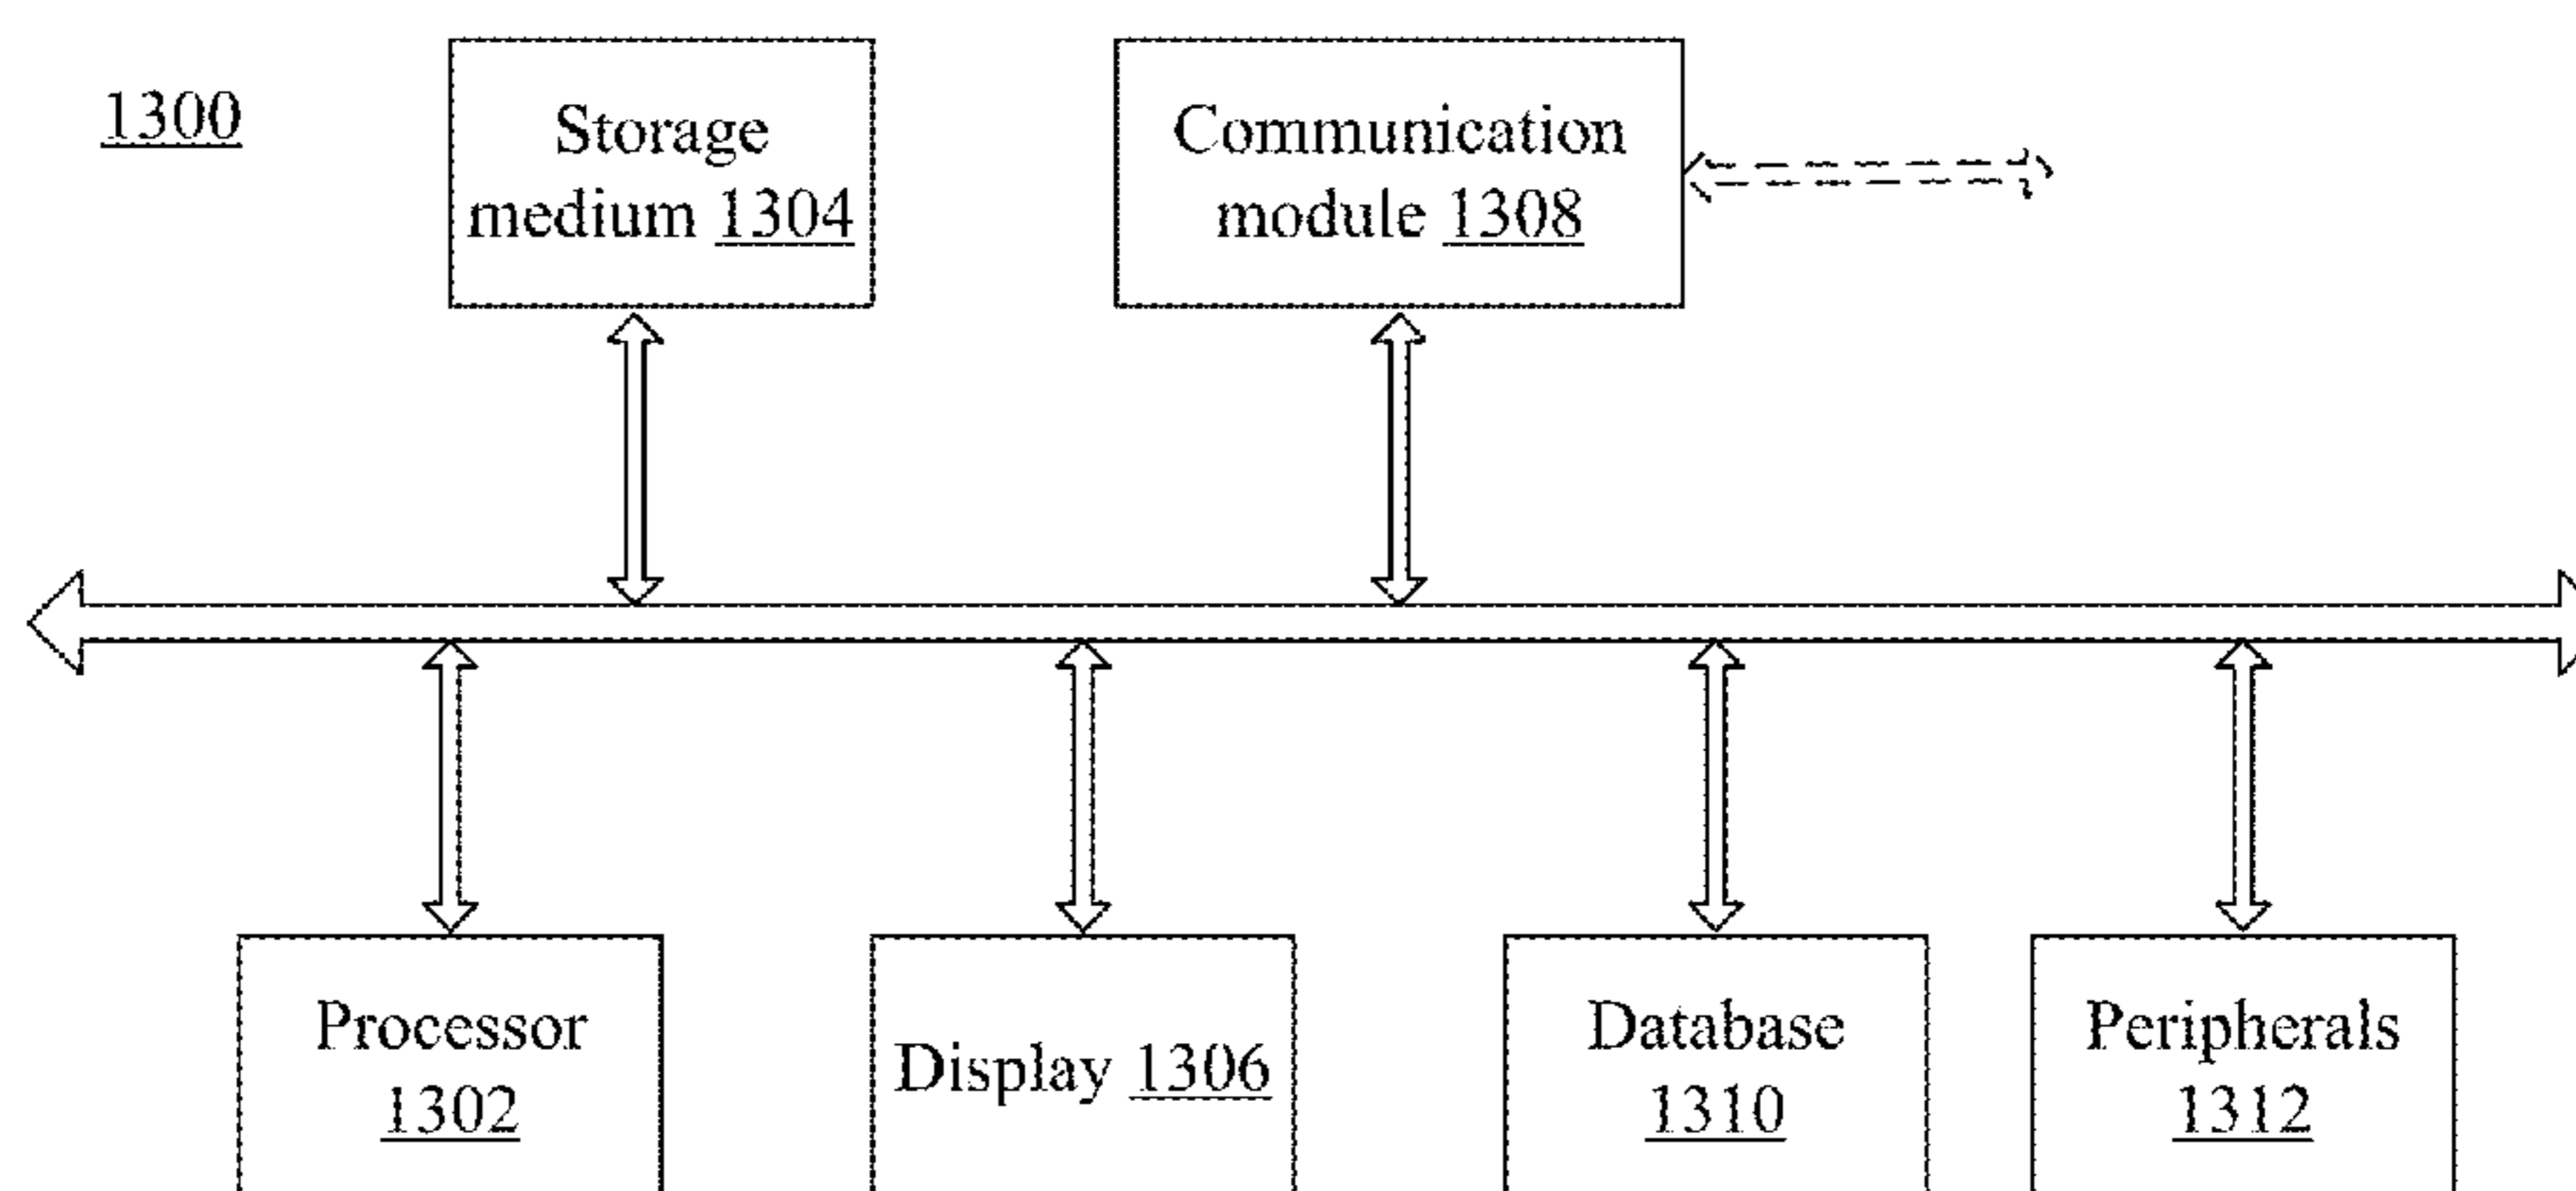 1300
Storage
medium 1304
Communication
module 1308
Processor
1302
Display 1306
Database
1310
Peripherals
1312